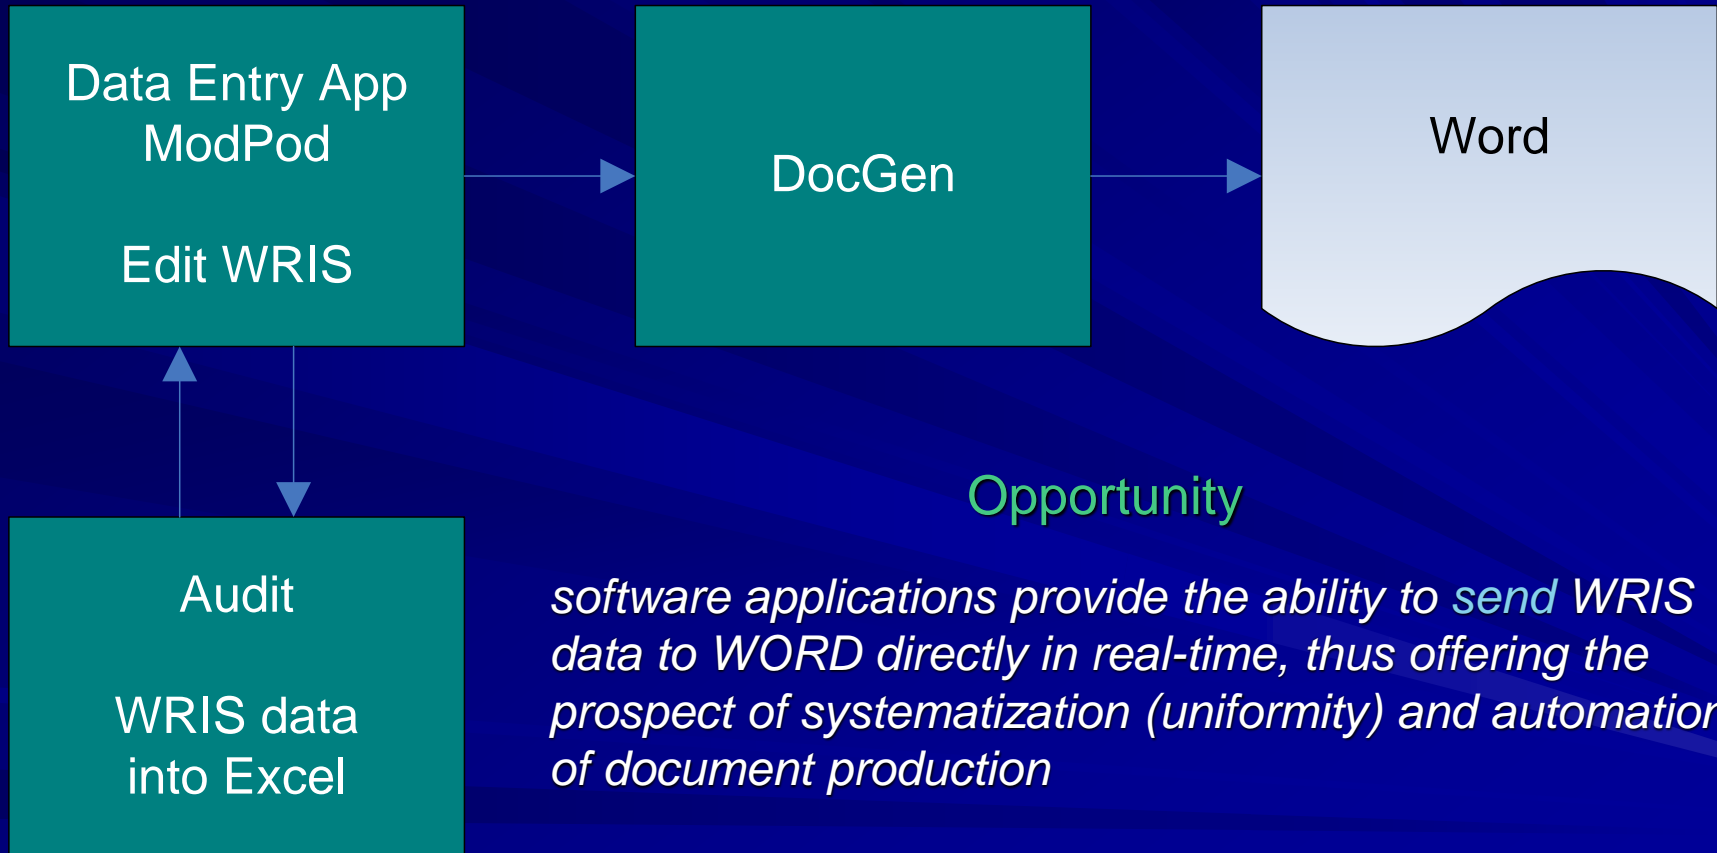 Data Entry App
ModPod
Edit WRIS
DocGen
Word
Audit
WRIS data
into Excel
Opportunity
software applications provide the ability to send WRIS
data to WORD directly in real-time, thus offering the
prospect of systematization (uniformity) and automation
of document production